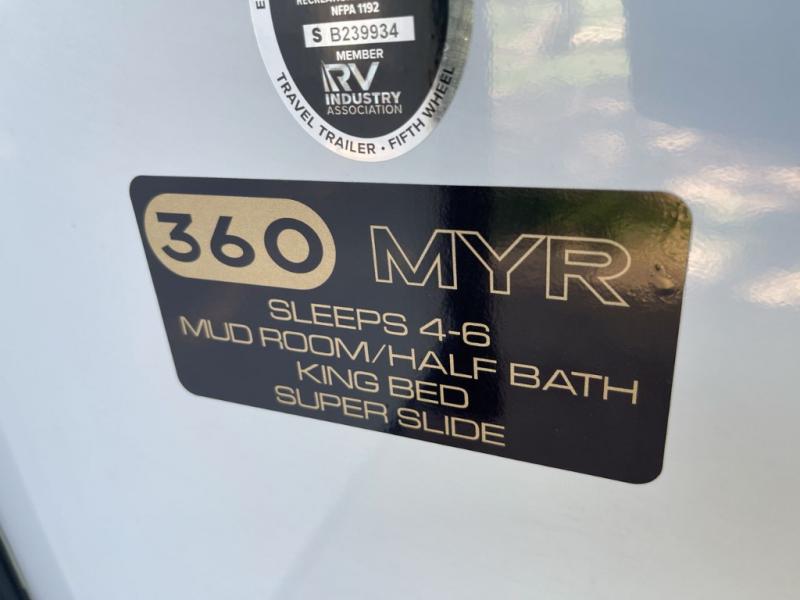 NFPA 1192
S B239934
MEMBER
RV
INDUSTRY
ASSOCIATION
TRAVEL TRAILER • FIFTH WHEEL
360 MYR
SLEEPS 4-6
MUD ROOM/HALF BATH
KING BED
SUPER SLIDE